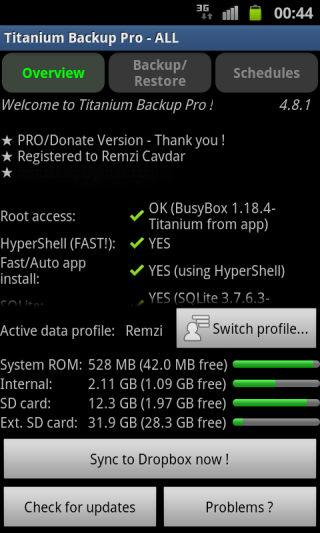 3G
00:44
Titanium Backup Pro - ALL
Overview
Backup/
Restore
Schedules
Welcome to Titanium Backup Pro !
4.8.1
★ PRO/Donate Version - Thank you !
★ Registered to Remzi Cavdar
★
Root access:
OK (BusyBox 1.18.4-
Titanium from app)
HyperShell (FAST!):
YES
Fast/Auto app
install:
YES (using HyperShell)
SQLite:
YES (SQLite 3.7.6.3-
Active data profile:
Remzi
Switch profile...
System ROM: 528 MB (42.0 MB free)
Internal: 2.11 GB (1.09 GB free)
SD card: 12.3 GB (1.97 GB free)
Ext. SD card: 31.9 GB (28.3 GB free)
Sync to Dropbox now !
Check for updates
Problems ?